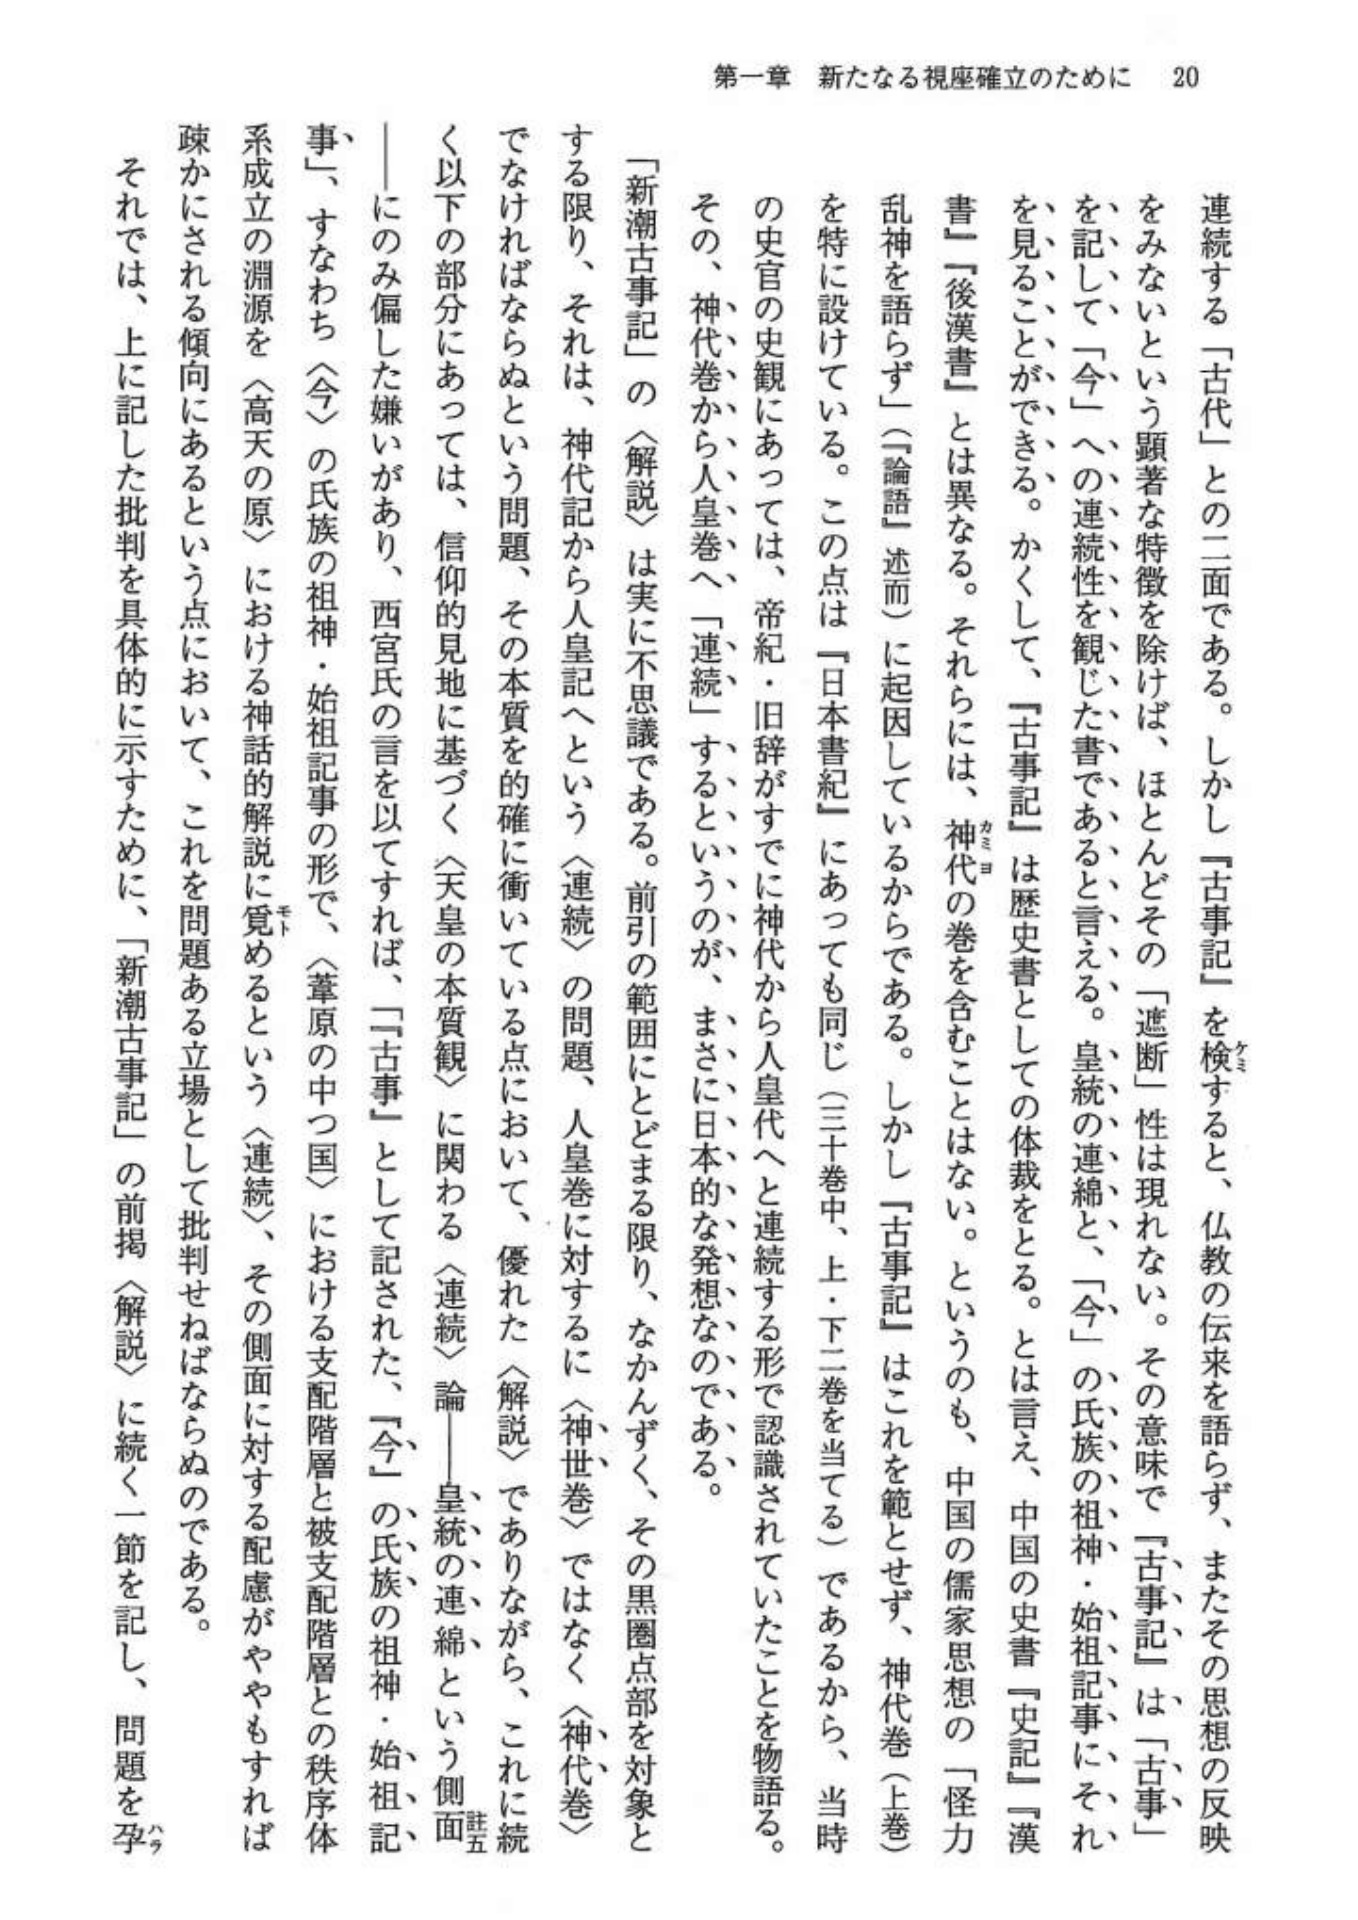 第一章 新たなる視座確立のために 20
連続する「古代」との二面である。しかし『古事記』を検すると、仏教の伝来を語らず、またその思想の反映
をみないという顕著な特徴を除けば、ほとんどその「遮断」性は現れない。その意味で『古事記』は「古事」
を記して「今」への連続性を観じた書であると言える。皇統の連綿と、「今」の氏族の祖神・始祖記事にそれ
を見ることができる。かくして、『古事記』は歴史書としての体裁をとる。とは言え、中国の史書『史記』『漢
書』『後漢書』とは異なる。それらには、神代の巻を含むことはない。というのも、中国の儒家思想の「怪力
乱神を語らず」（『論語』述而）に起因しているからである。しかし『古事記』はこれを範とせず、神代巻（上巻）
を特に設けている。この点は『日本書紀』にあっても同じ（三十巻中、上・下二巻を当てる）であるから、当時
の史官の史観にあっては、帝紀・旧辞がすでに神代から人皇代へと連続する形で認識されていたことを物語る。
その、神代巻から人皇巻へ「連続」するというのが、まさに日本的な発想なのである。
「新潮古事記」の〈解説〉は実に不思議である。前引の範囲にとどまる限り、なかんずく、その黒圏点部を対象と
する限り、それは、神代記から人皇記へという〈連続〉の問題、人皇巻に対するに〈神世巻〉ではなく〈神代巻〉
でなければならぬという問題、その本質を的確に衝いている点において、優れた〈解説〉でありながら、これに続
く以下の部分にあっては、信仰的見地に基づく〈天皇の本質観〉に関わる〈連続〉論――皇統の連綿という側面註五
――にのみ偏した嫌いがあり、西宮氏の言を以てすれば、「『古事』として記された、『今』の氏族の祖神・始祖記
事」、すなわち〈今〉の氏族の祖神・始祖記事の形で、〈葦原の中つ国〉における支配階層と被支配階層との秩序体
系成立の淵源を〈高天の原〉における神話的解説に覓めるという〈連続〉、その側面に対する配慮がややもすれば
疎かにされる傾向にあるという点において、これを問題ある立場として批判せねばならぬのである。
それでは、上に記した批判を具体的に示すために、「新潮古事記」の前掲〈解説〉に続く一節を記し、問題を孕
ケミ
カミヨ
モト
ハラ